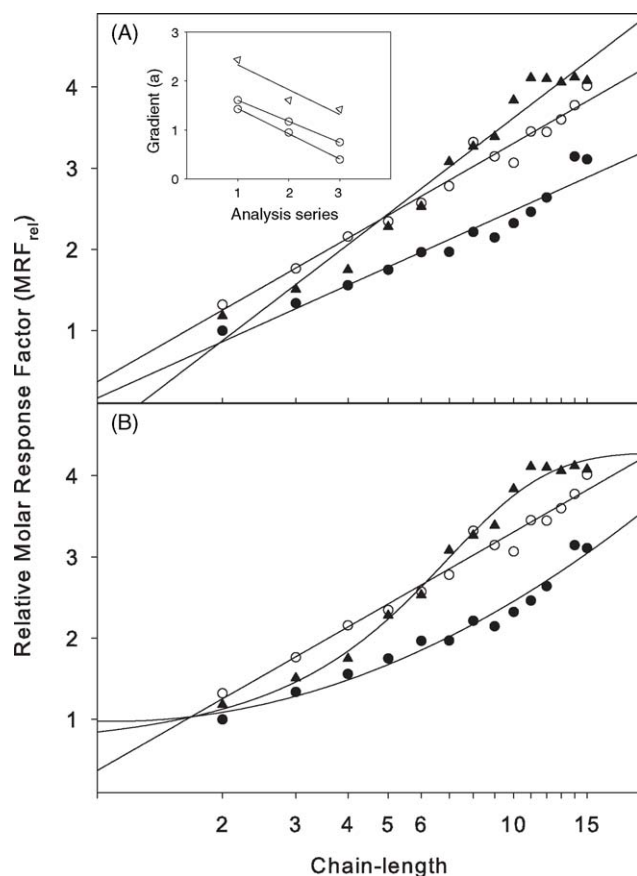 (A)
3
2
1
0
Gradient (a)
1 2 3
Analysis series
4
3
2
1
(B)
4
3
2
1
Relative Molar Response Factor (MRFrel)
2 3 4 5 6 10 15
Chain-length